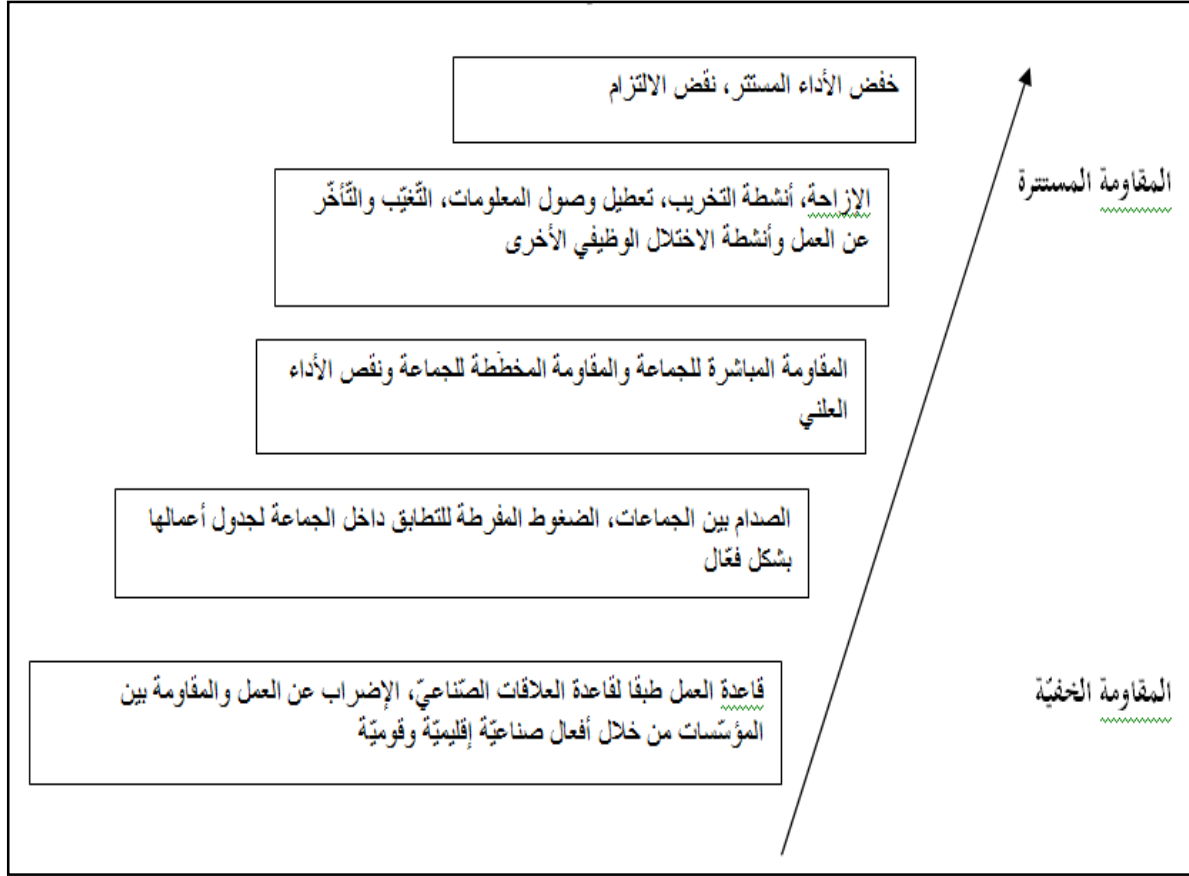 خفض الأداء المستتر، نقض الالتزام
المقاومة المستترة
الإزاحة، أنشطة التخريب، تعطيل وصول المعلومات، التّغيّب والتّأخّر
عن العمل وأنشطة الاختلال الوظيفي الأخرى
المقاومة المباشرة للجماعة والمقاومة المخطّطة للجماعة ونقص الأداء
العلني
الصدام بين الجماعات، الضغوط المفرطة للتطابق داخل الجماعة لجدول أعمالها
بشكل فعّال
المقاومة الخفيّة
قاعدة العمل طبقا لقاعدة العلاقات الصّناعيّ، الإضراب عن العمل والمقاومة بين
المؤسّسات من خلال أفعال صناعيّة إقليميّة وقوميّة